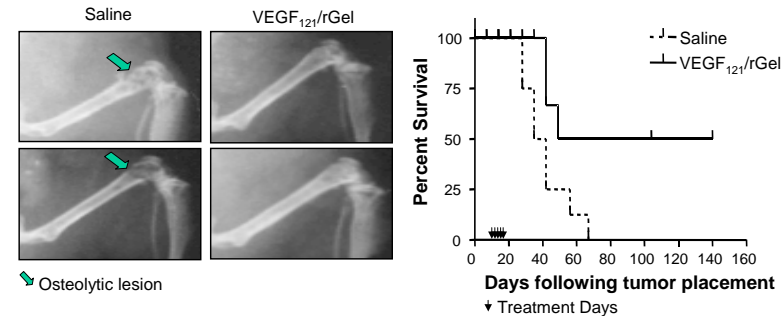 Saline
VEGF121/rGel
Osteolytic lesion
Percent Survival
100
75
50
25
0
Saline
VEGF121/rGel
0 20 40 60 80 100 120 140 160
Days following tumor placement
Treatment Days